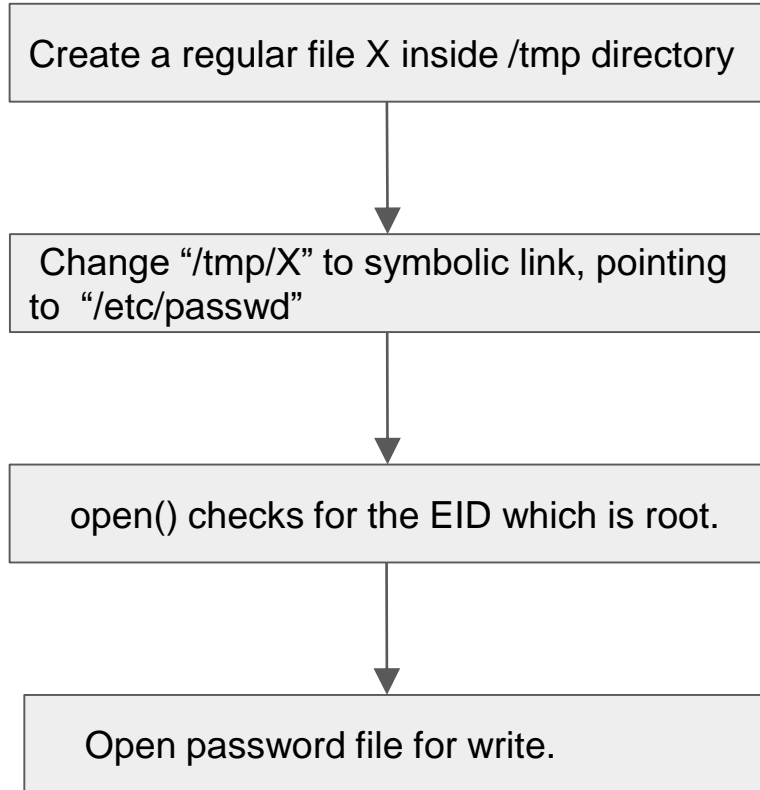 Create a regular file X inside /tmp directory
Change “/tmp/X” to symbolic link, pointing
to “/etc/passwd”
open() checks for the EID which is root.
Open password file for write.